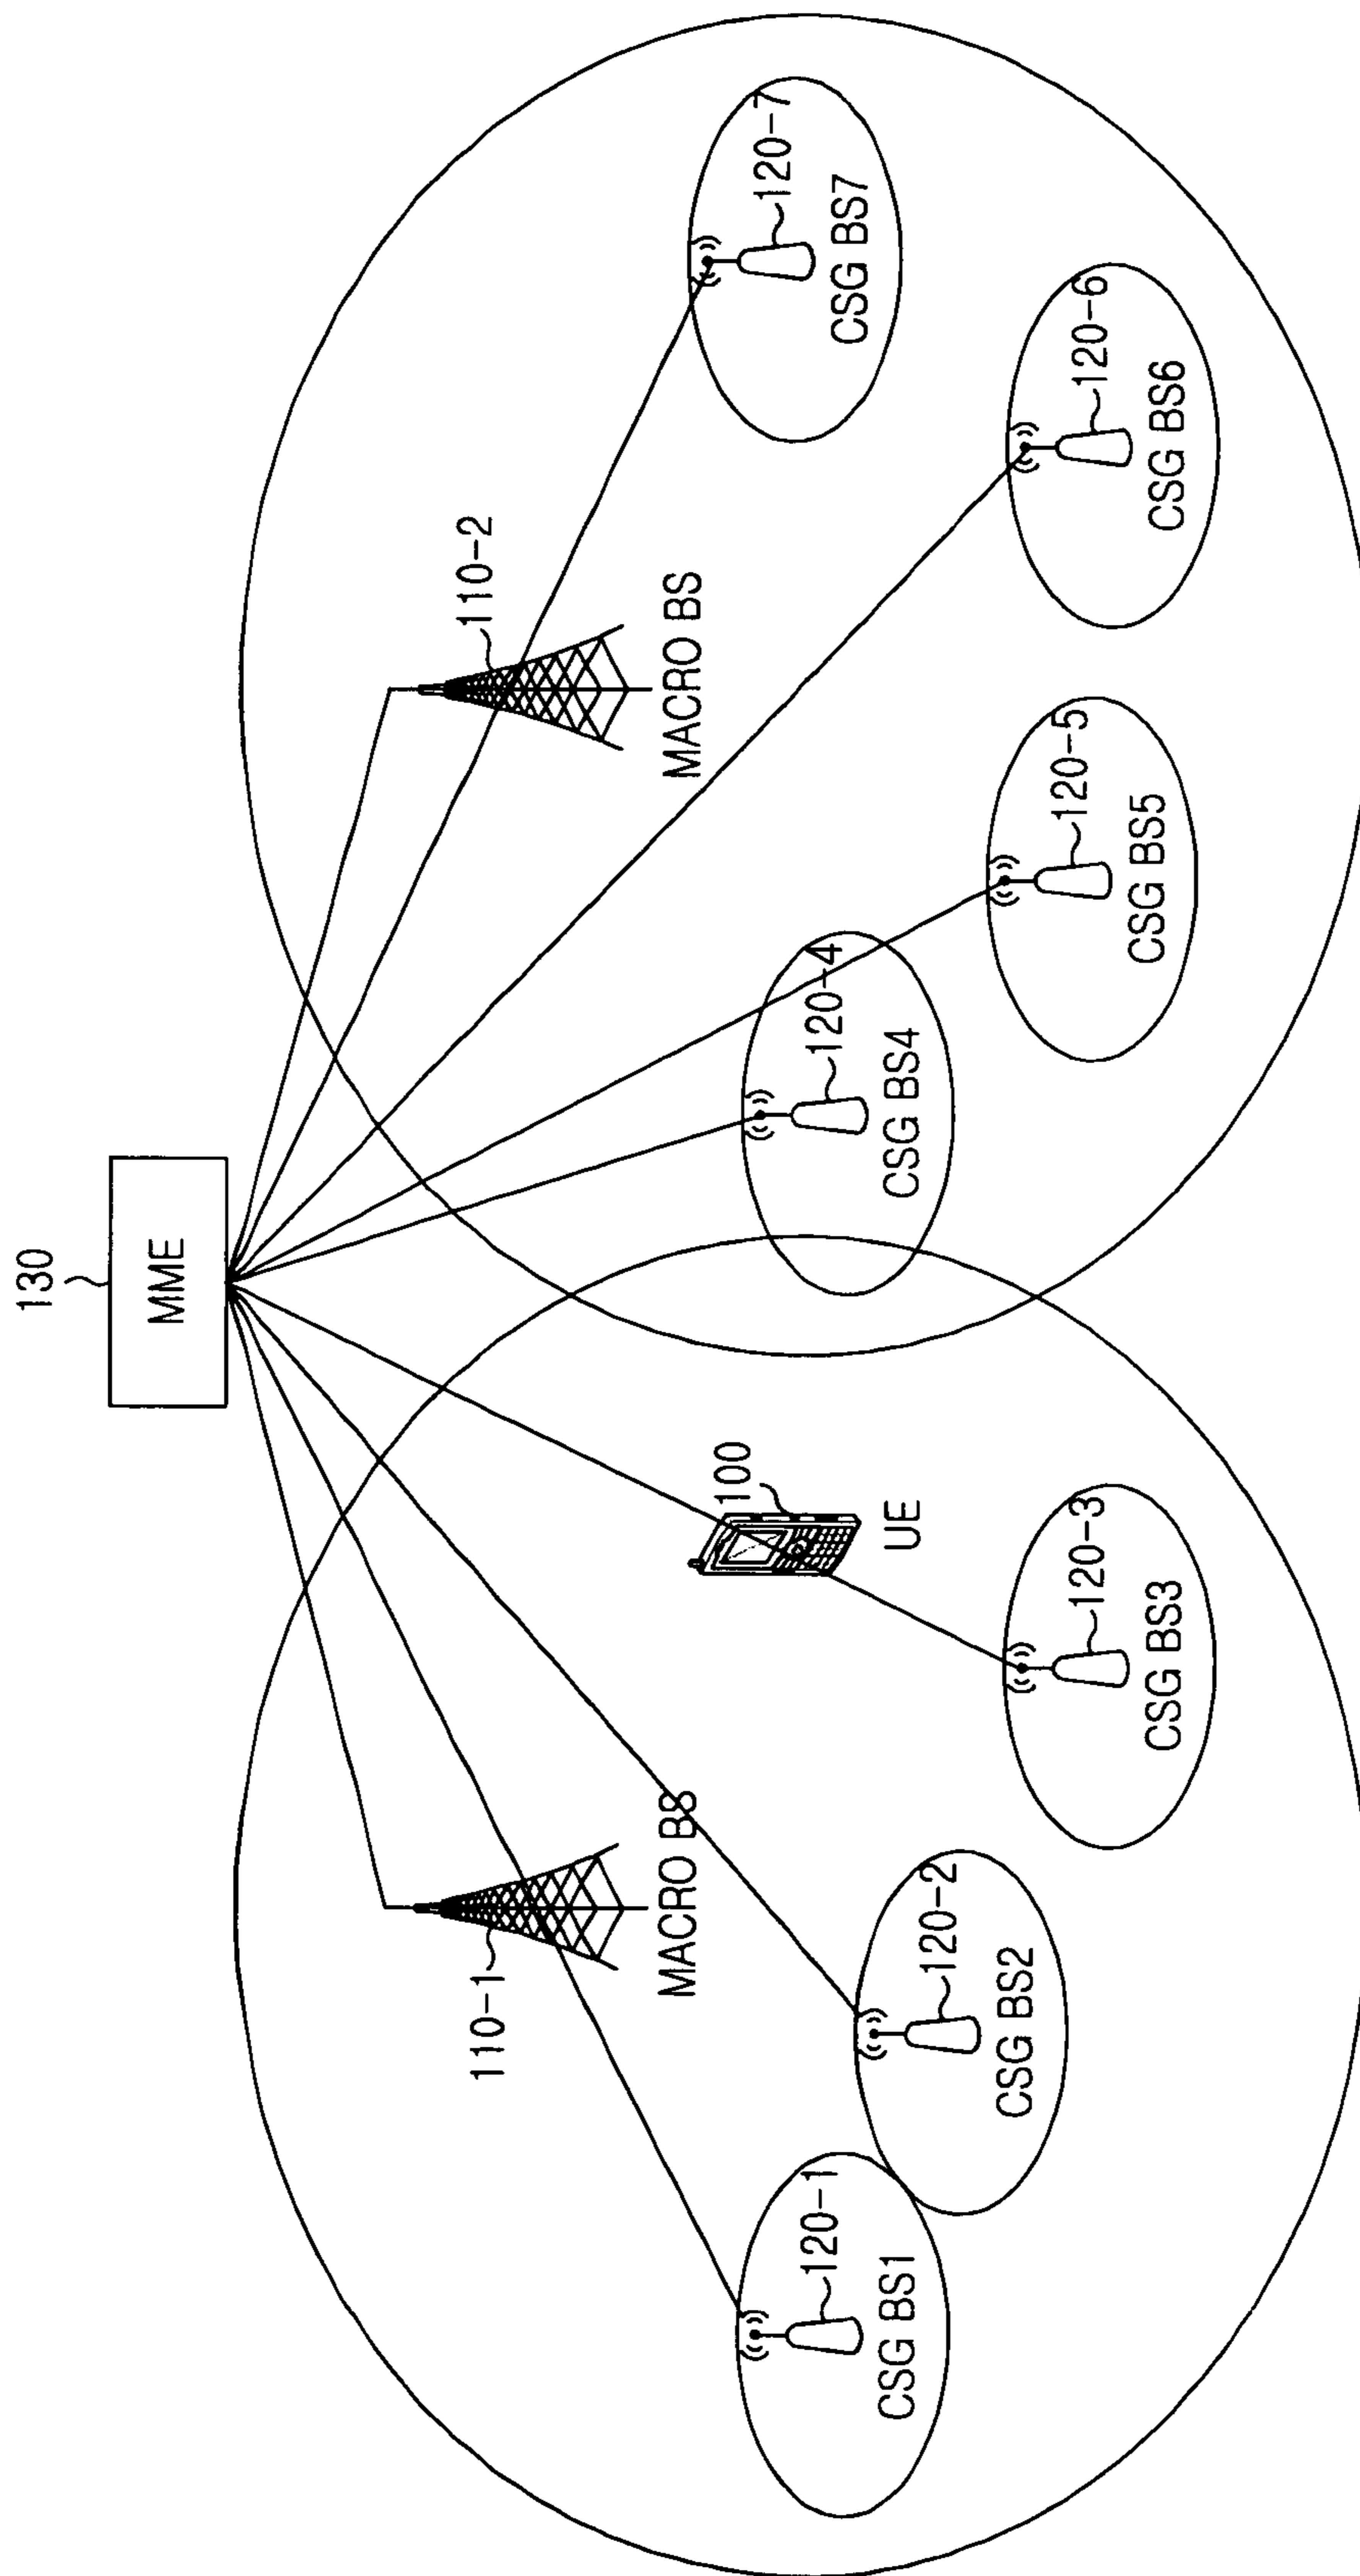 130
MME
110-1
MACRO BS
110-2
MACRO BS
100
UE
120-1
CSG BS1
120-2
CSG BS2
120-3
CSG BS3
120-4
CSG BS4
120-5
CSG BS5
120-6
CSG BS6
120-7
CSG BS7